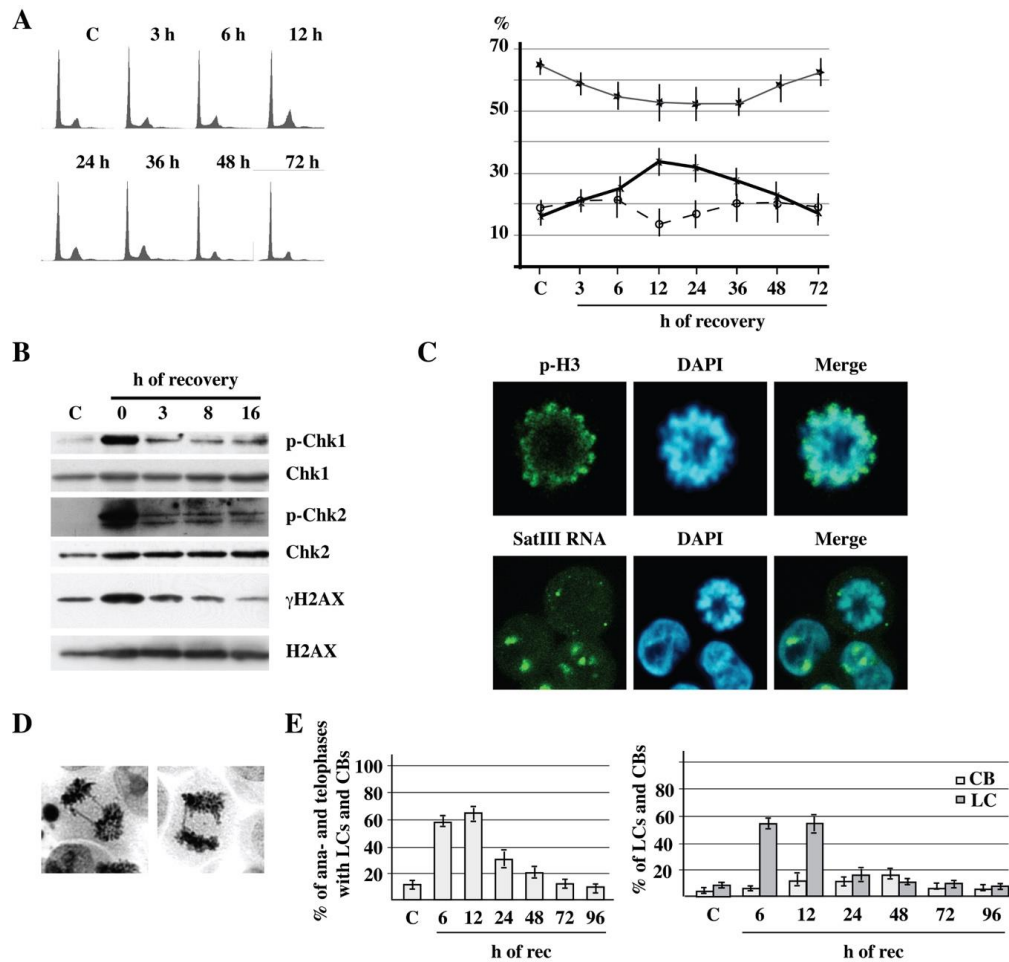 A
C 3 h 6 h 12 h
24 h 36 h 48 h 72 h
%
70
50
30
10
C 3 6 12 24 36 48 72
h of recovery
B
h of recovery
C 0 3 8 16
p-Chk1
Chk1
p-Chk2
Chk2
γH2AX
H2AX
C
p-H3 DAPI Merge
SatIII RNA DAPI Merge
D
E
% of ana- and telophases
with LCs and CBs
100
80
60
40
20
C 6 12 24 48 72 96
h of rec
% of LCs and CBs
100
80
60
40
20
CB
LC
C 6 12 24 48 72 96
h of rec